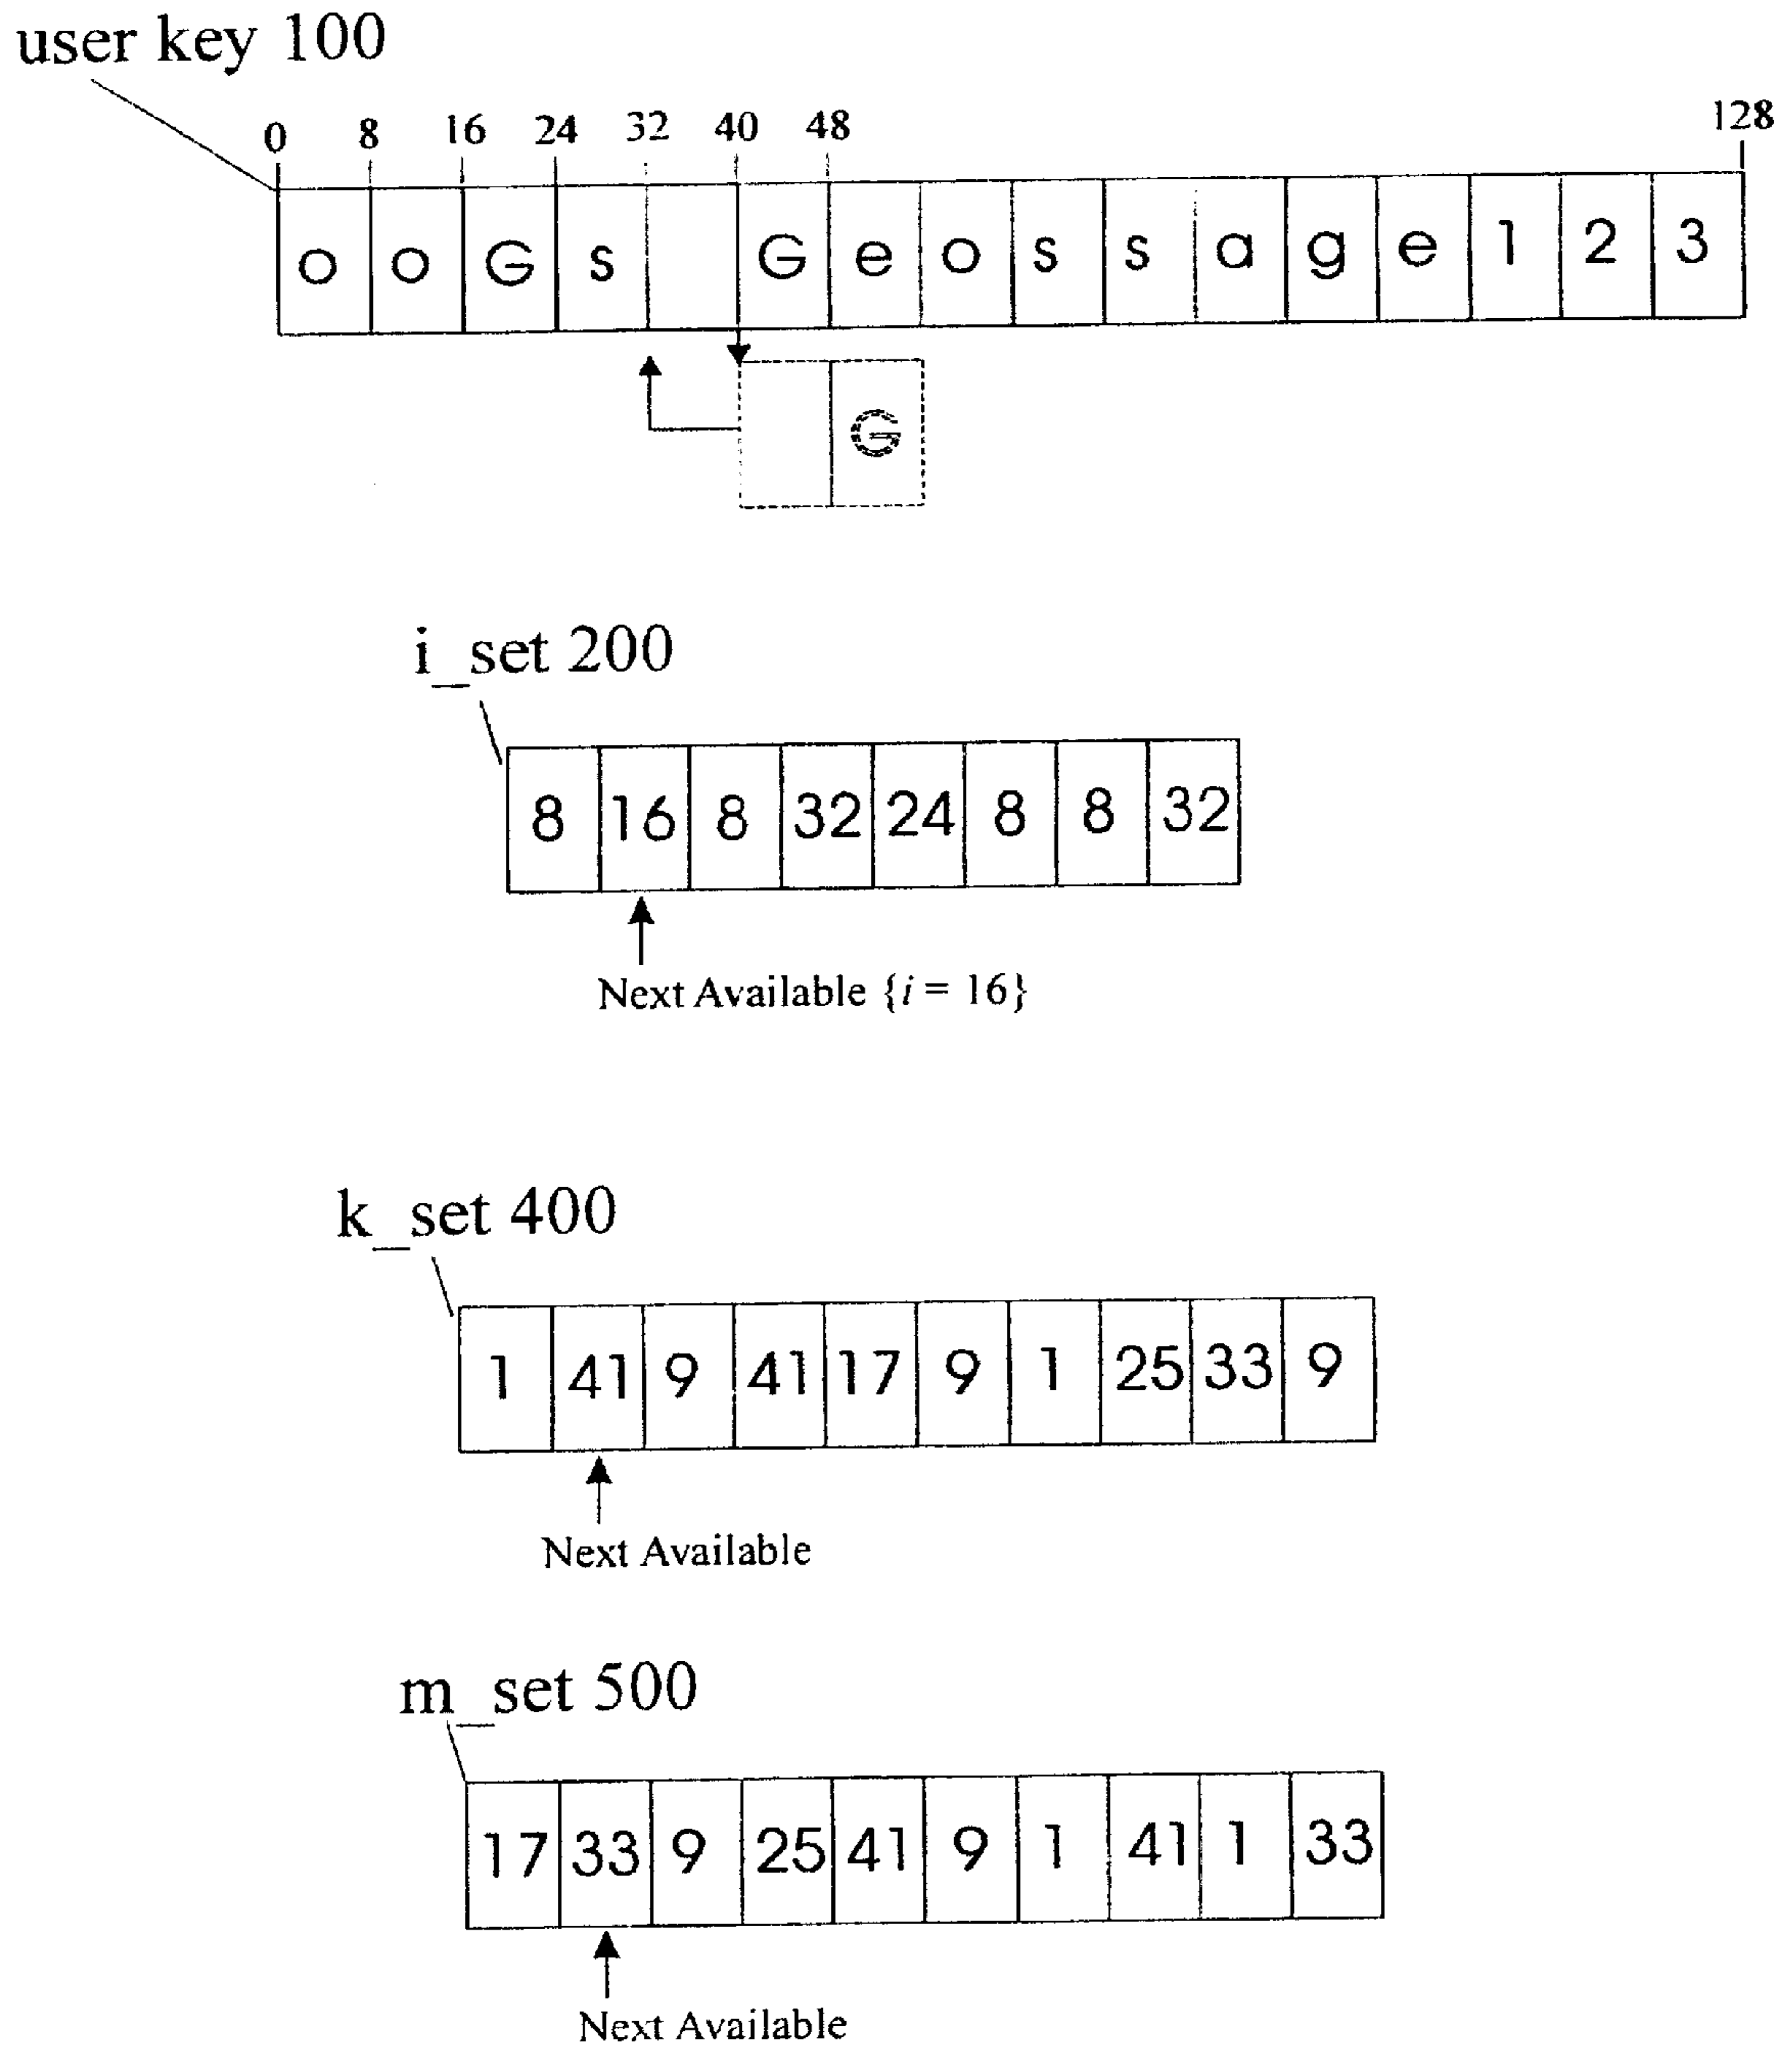 user key 100
0 8 16 24 32 40 48 128
o o G s G e o s s a g e 1 2 3
G
i_set 200
8 16 8 32 24 8 8 32
Next Available {i = 16}
k_set 400
1 41 9 41 17 9 1 25 33 9
Next Available
m_set 500
17 33 9 25 41 9 1 41 1 33
Next Available